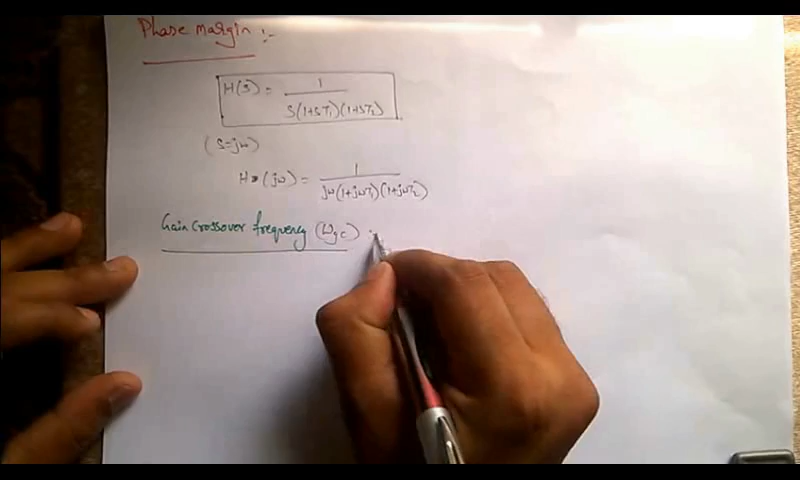 Phase margin :-
H(s) = 1 / S(1+sT1)(1+sT2)
(s=jω)
H(jω) = 1 / jω(1+jωT1)(1+jωT2)
Gain crossover frequency (ωgc) :